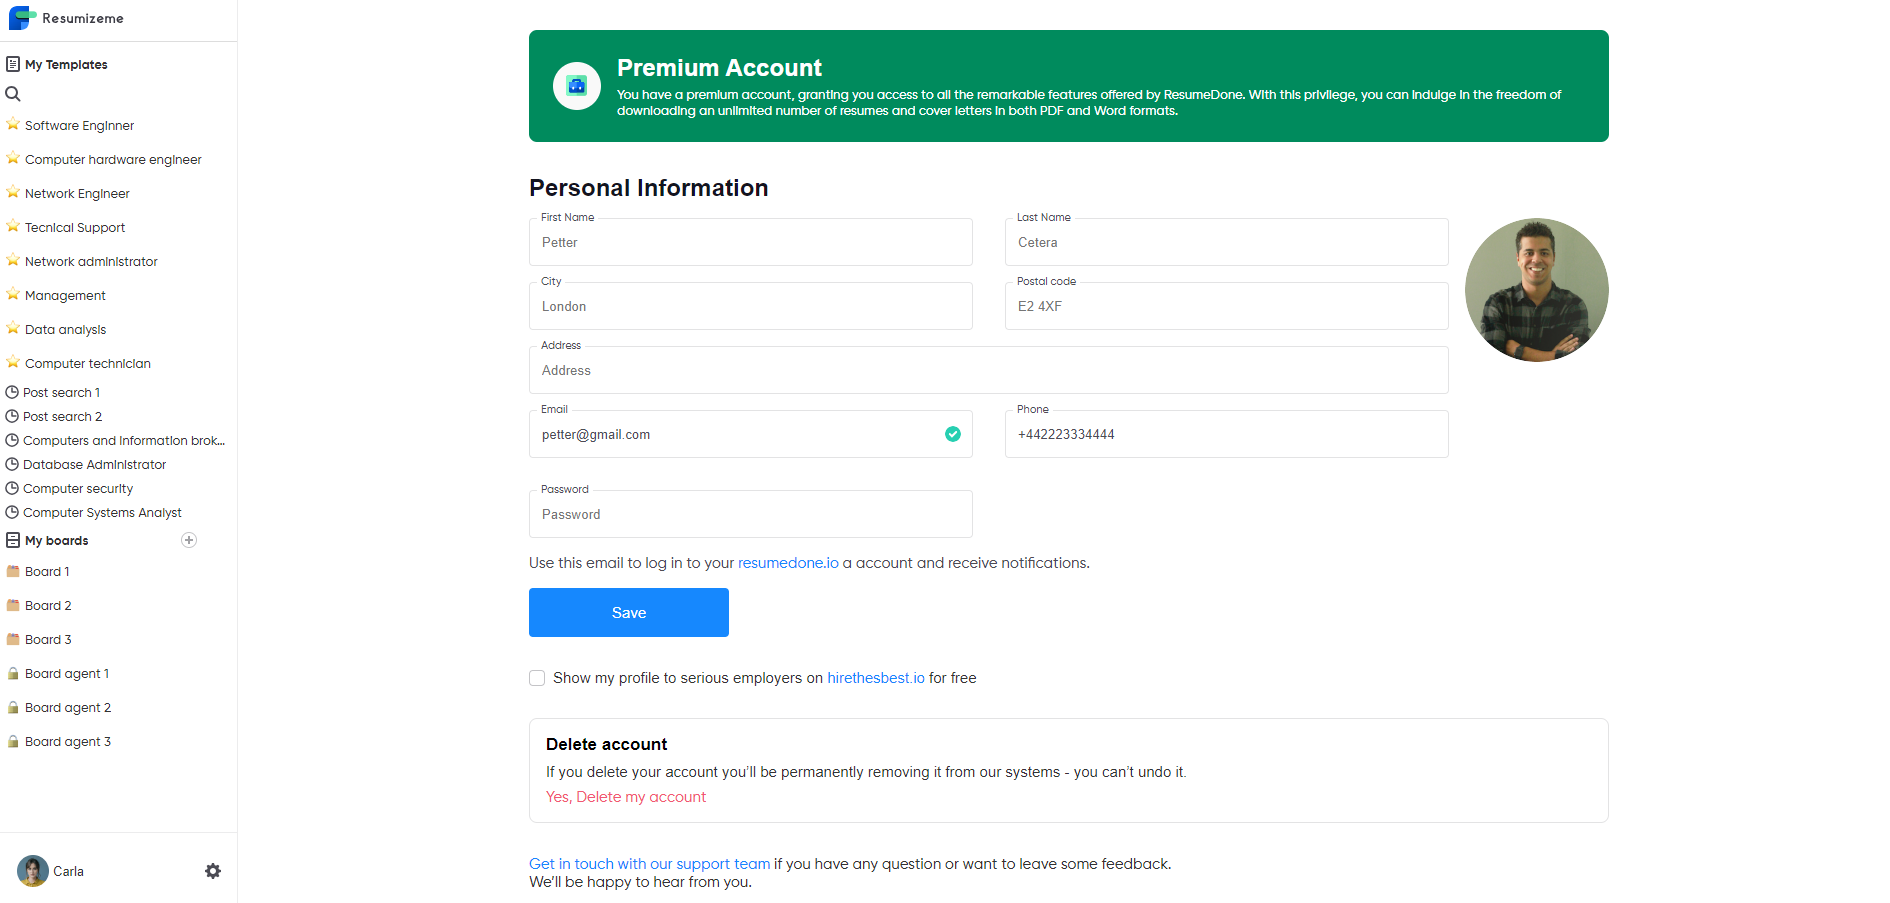 Resumizeme
My Templates
Software Enginner
Computer hardware engineer
Network Engineer
Tecnical Support
Network administrator
Management
Data analysis
Computer technician
Post search 1
Post search 2
Computers and information brok...
Database Administrator
Computer security
Computer Systems Analyst
My boards
Board 1
Board 2
Board 3
Board agent 1
Board agent 2
Board agent 3
Carla
Premium Account
You have a premium account, granting you access to all the remarkable features offered by ResumeDone. With this privilege, you can indulge in the freedom of
downloading an unlimited number of resumes and cover letters in both PDF and Word formats.
Personal Information
First Name
Petter
Last Name
Cetera
City
London
Postal code
E2 4XF
Address
Address
Email
petter@gmail.com
Phone
+442223334444
Password
Password
Use this email to log in to your resumedone.io a account and receive notifications.
Save
Show my profile to serious employers on hirethesbest.io for free
Delete account
If you delete your account you’ll be permanently removing it from our systems - you can’t undo it.
Yes, Delete my account
Get in touch with our support team if you have any question or want to leave some feedback.
We’ll be happy to hear from you.